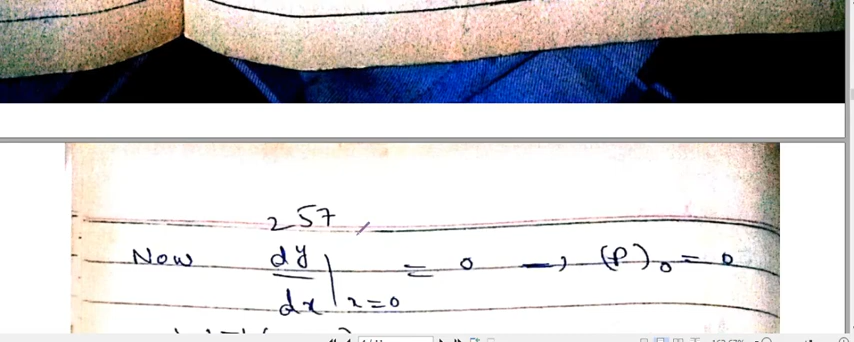 257
Now dy/dx|x=0 = 0 → (P)₀ = 0